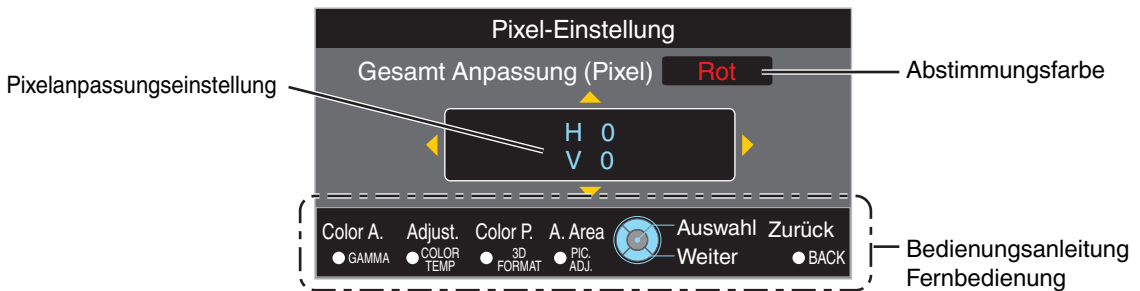 Pixel-Einstellung
Gesamt Anpassung (Pixel) Rot
Abstimmungsfarbe
Pixelanpassungseinstellung
H 0
V 0
Color A. Adjust. Color P. A. Area Auswahl Zurück
GAMMA COLOR TEMP 3D FORMAT PIC. ADJ. Weiter BACK
Bedienungsanleitung
Fernbedienung